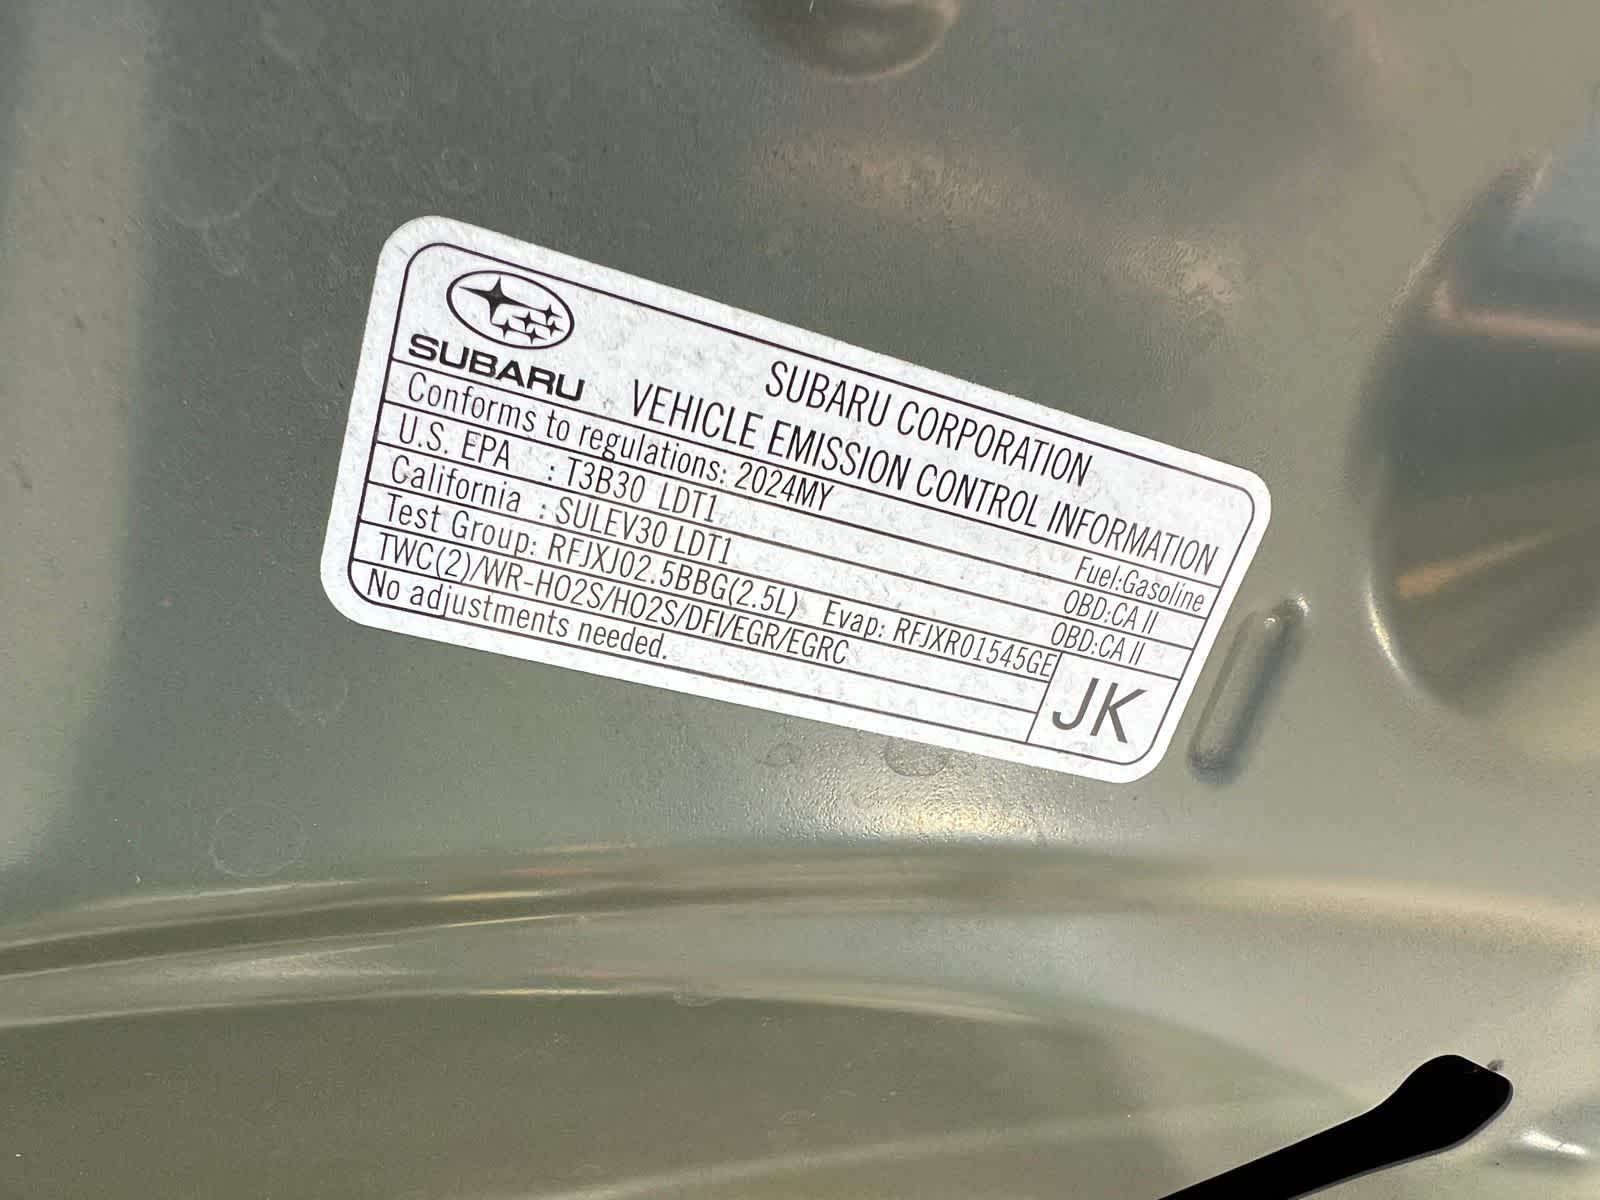 SUBARU
SUBARU CORPORATION
VEHICLE EMISSION CONTROL INFORMATION
Conforms to regulations: 2024MY Fuel:Gasoline
U.S. EPA : T3B30 LDT1 OBD:CA II
California : SULEV30 LDT1 OBD:CA II
Test Group: RFJXJ02.5BBG(2.5L) Evap: RFJXR01545GE
TWC(2)/WR-HO2S/HO2S/DFI/EGR/EGRC
No adjustments needed.
JK